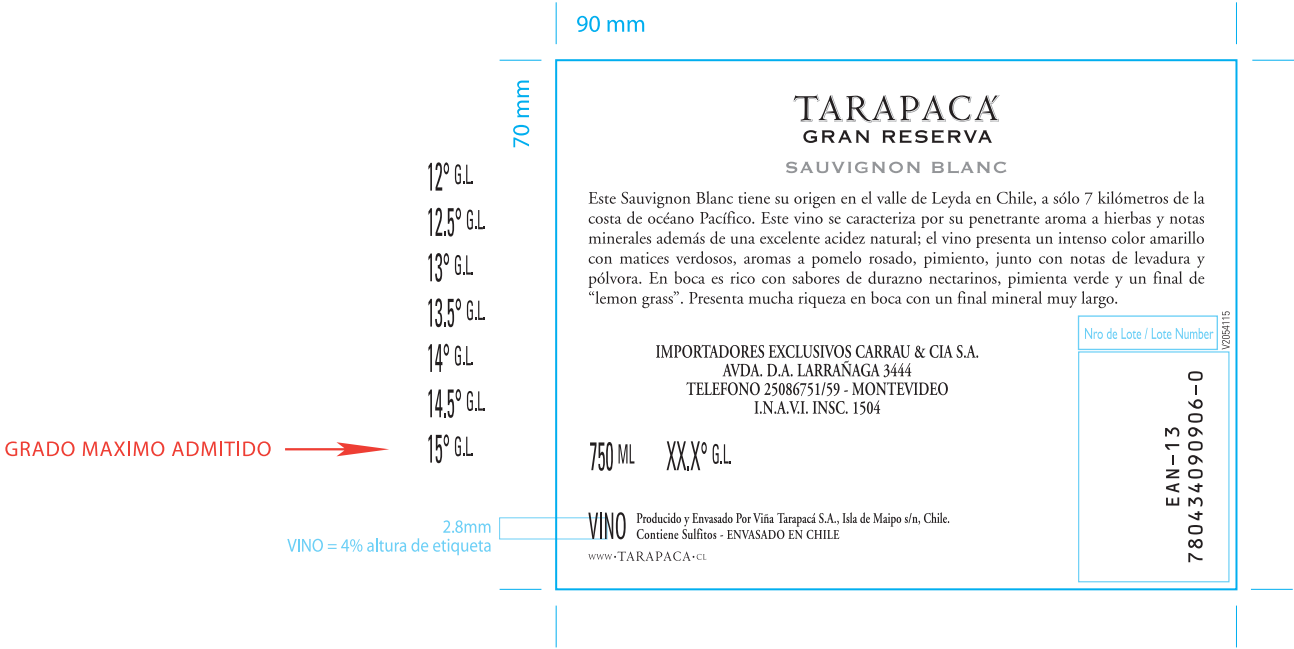 90 mm
70 mm
TARAPACÁ
GRAN RESERVA
SAUVIGNON BLANC
Este Sauvignon Blanc tiene su origen en el valle de Leyda en Chile, a sólo 7 kilómetros de la
costa de océano Pacífico. Este vino se caracteriza por su penetrante aroma a hierbas y notas
minerales además de una excelente acidez natural; el vino presenta un intenso color amarillo
con matices verdosos, aromas a pomelo rosado, pimiento, junto con notas de levadura y
pólvora. En boca es rico con sabores de durazno nectarinos, pimienta verde y un final de
“lemon grass”. Presenta mucha riqueza en boca con un final mineral muy largo.
12° G.L.
12.5° G.L.
13° G.L.
13.5° G.L.
14° G.L.
14.5° G.L.
GRADO MAXIMO ADMITIDO
15° G.L.
IMPORTADORES EXCLUSIVOS CARRAU & CIA S.A.
AVDA. D.A. LARRAÑAGA 3444
TELEFONO 25086751/59 - MONTEVIDEO
I.N.A.V.I. INSC. 1504
Nro de Lote / Lote Number
V2054115
750 ML XX.X° G.L.
EAN-13
780434090906-0
2.8mm
VINO = 4% altura de etiqueta
VINO
Producido y Envasado Por Viña Tarapacá S.A., Isla de Maipo s/n, Chile.
Contiene Sulfitos - ENVASADO EN CHILE
WWW•TARAPACA•CL